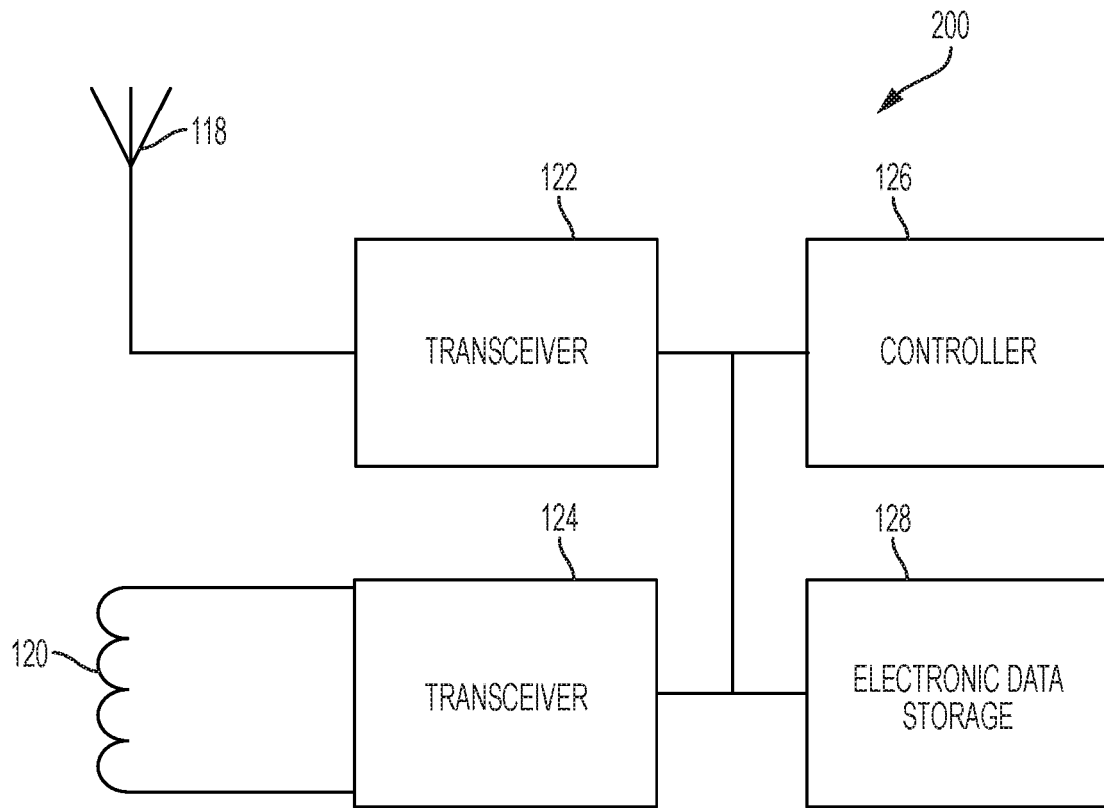 200
118
122
126
TRANSCEIVER
CONTROLLER
124
128
120
TRANSCEIVER
ELECTRONIC DATA
STORAGE